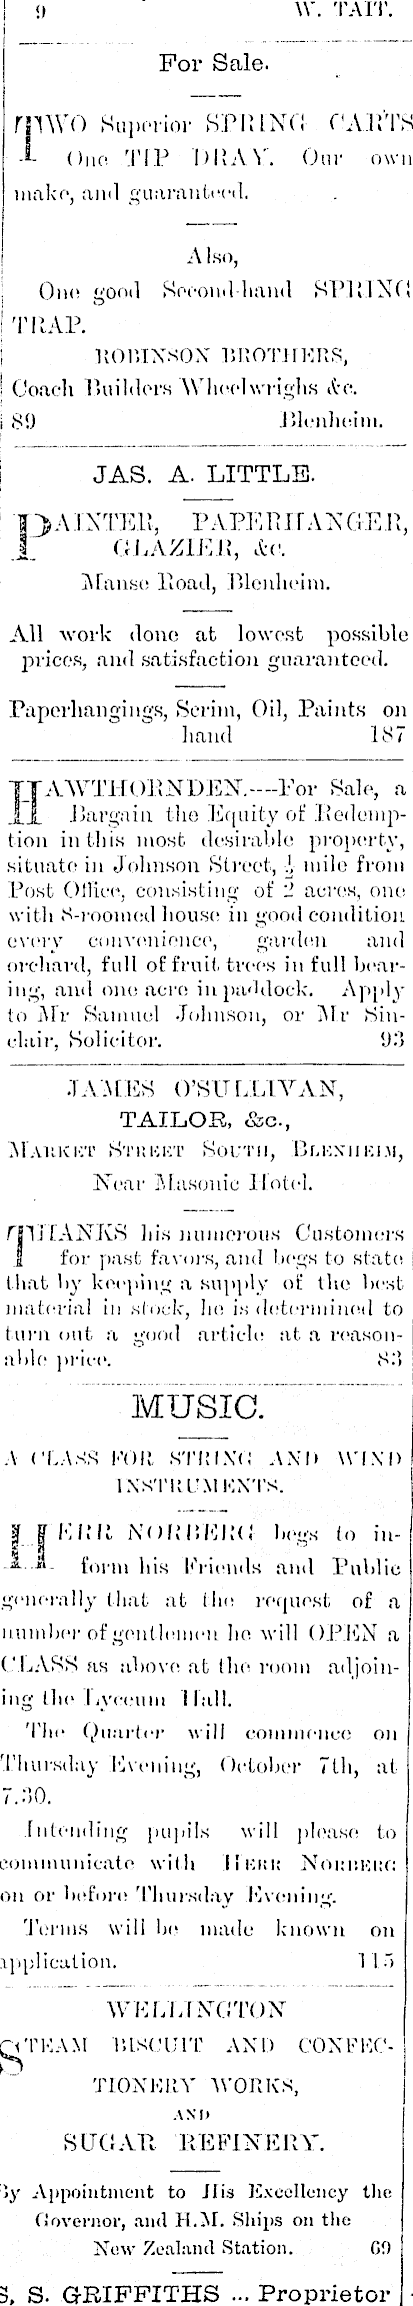 9 W. TAIT.
For Sale.
TWO Superior SPRING CARTS
One TIP DRAY. Our own
make, and guaranteed.
Also,
One good Second-hand SPRING
TRAP.
ROBINSON BROTHERS,
Coach Builders Wheelwrighs &c.
89 Blenheim.
JAS. A. LITTLE.
PAINTER, PAPERHANGER,
GLAZIER, &c.
Manse Road, Blenheim.
All work done at lowest possible
prices, and satisfaction guaranteed.
Paperhangings, Scrim, Oil, Paints on
hand 187
HAWTHORNDEN.—For Sale, a
Bargain the Equity of Redemp-
tion in this most desirable property,
situate in Johnson Street, ½ mile from
Post Office, consisting of 2 acres, one
with 8-roomed house in good condition
every convenience, garden and
orchard, full of fruit trees in full bear-
ing, and one acre in paddock. Apply
to Mr Samuel Johnson, or Mr Sin-
clair, Solicitor. 93
JAMES O'SULLIVAN,
TAILOR, &c.,
MARKET STREET SOUTH, BLENHEIM,
Near Masonic Hotel.
THANKS his numerous Customers
for past favors, and begs to state
that by keeping a supply of the best
material in stock, he is determined to
turn out a good article at a reason-
able price. 83
MUSIC.
A CLASS FOR STRING AND WIND
INSTRUMENTS.
HERR NORBERG begs to in-
form his Friends and Public
generally that at the request of a
number of gentlemen he will OPEN a
CLASS as above at the room adjoin-
ing the Lyceum Hall.
The Quarter will commence on
Thursday Evening, October 7th, at
7.30.
Intending pupils will please to
communicate with HERR NORBERG
on or before Thursday Evening.
Terms will be made known on
application. 115
WELLINGTON
STEAM BISCUIT AND CONFEC-
TIONERY WORKS,
AND
SUGAR REFINERY.
By Appointment to His Excellency the
Governor, and H.M. Ships on the
New Zealand Station. 69
S. S. GRIFFITHS ... Proprietor